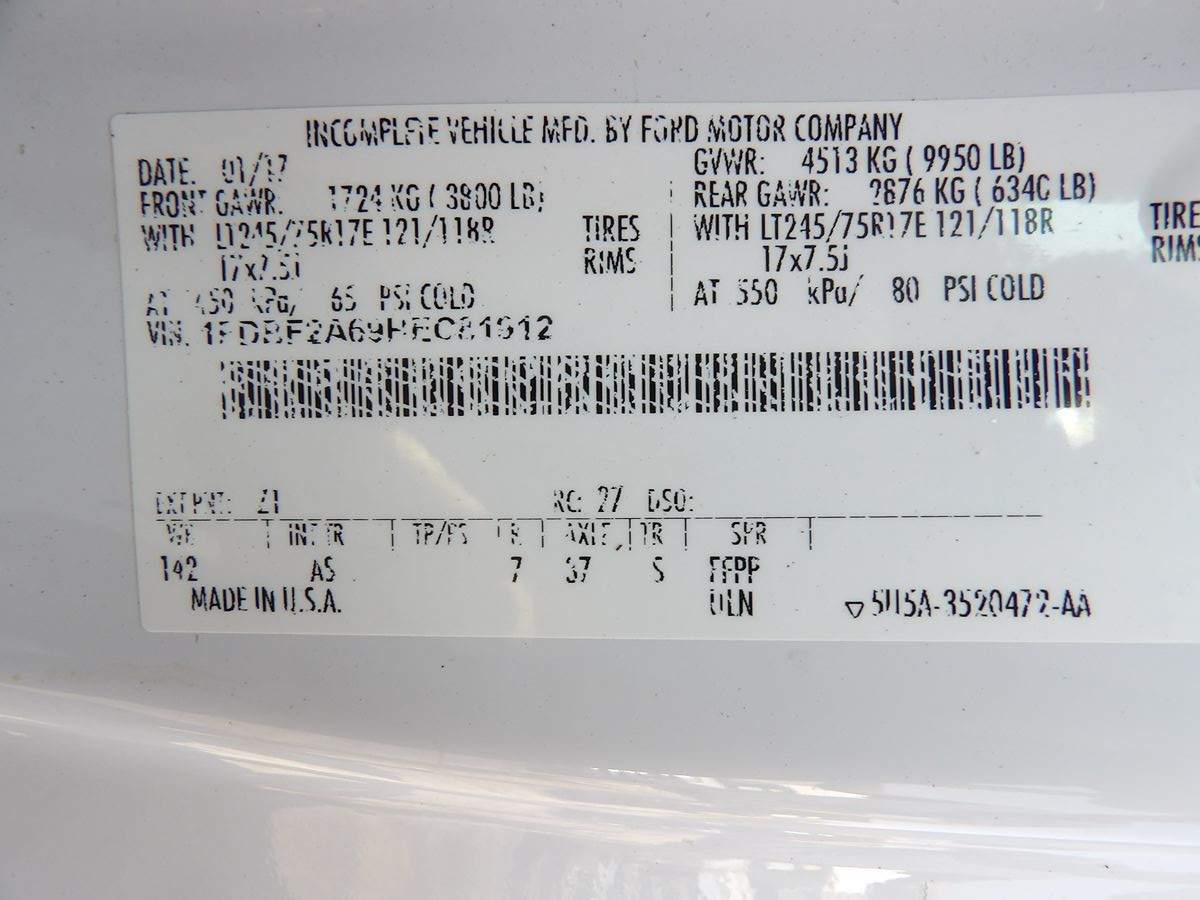 INCOMPLETE VEHICLE MFD. BY FORD MOTOR COMPANY
DATE: 01/17 GVWR: 4513 KG ( 9950 LB)
FRONT GAWR: 1724 KG ( 3800 LB) REAR GAWR: 2876 KG ( 6340 LB)
WITH LT245/75R17E 121/118R TIRES WITH LT245/75R17E 121/118R TIRE
17x7.5J RIMS 17x7.5J RIMS
AT 450 kPa/ 65 PSI COLD AT 550 kPa/ 80 PSI COLD
VIN: 1FDBF2A69HEC81912
EXT PNT: Z1 RC: 27 DSO:
WB INT TR TP/PS R AXLE TR SPR
142 AS 7 37 S FFPP
MADE IN U.S.A. ULN ▽ 5U5A-3520472-AA